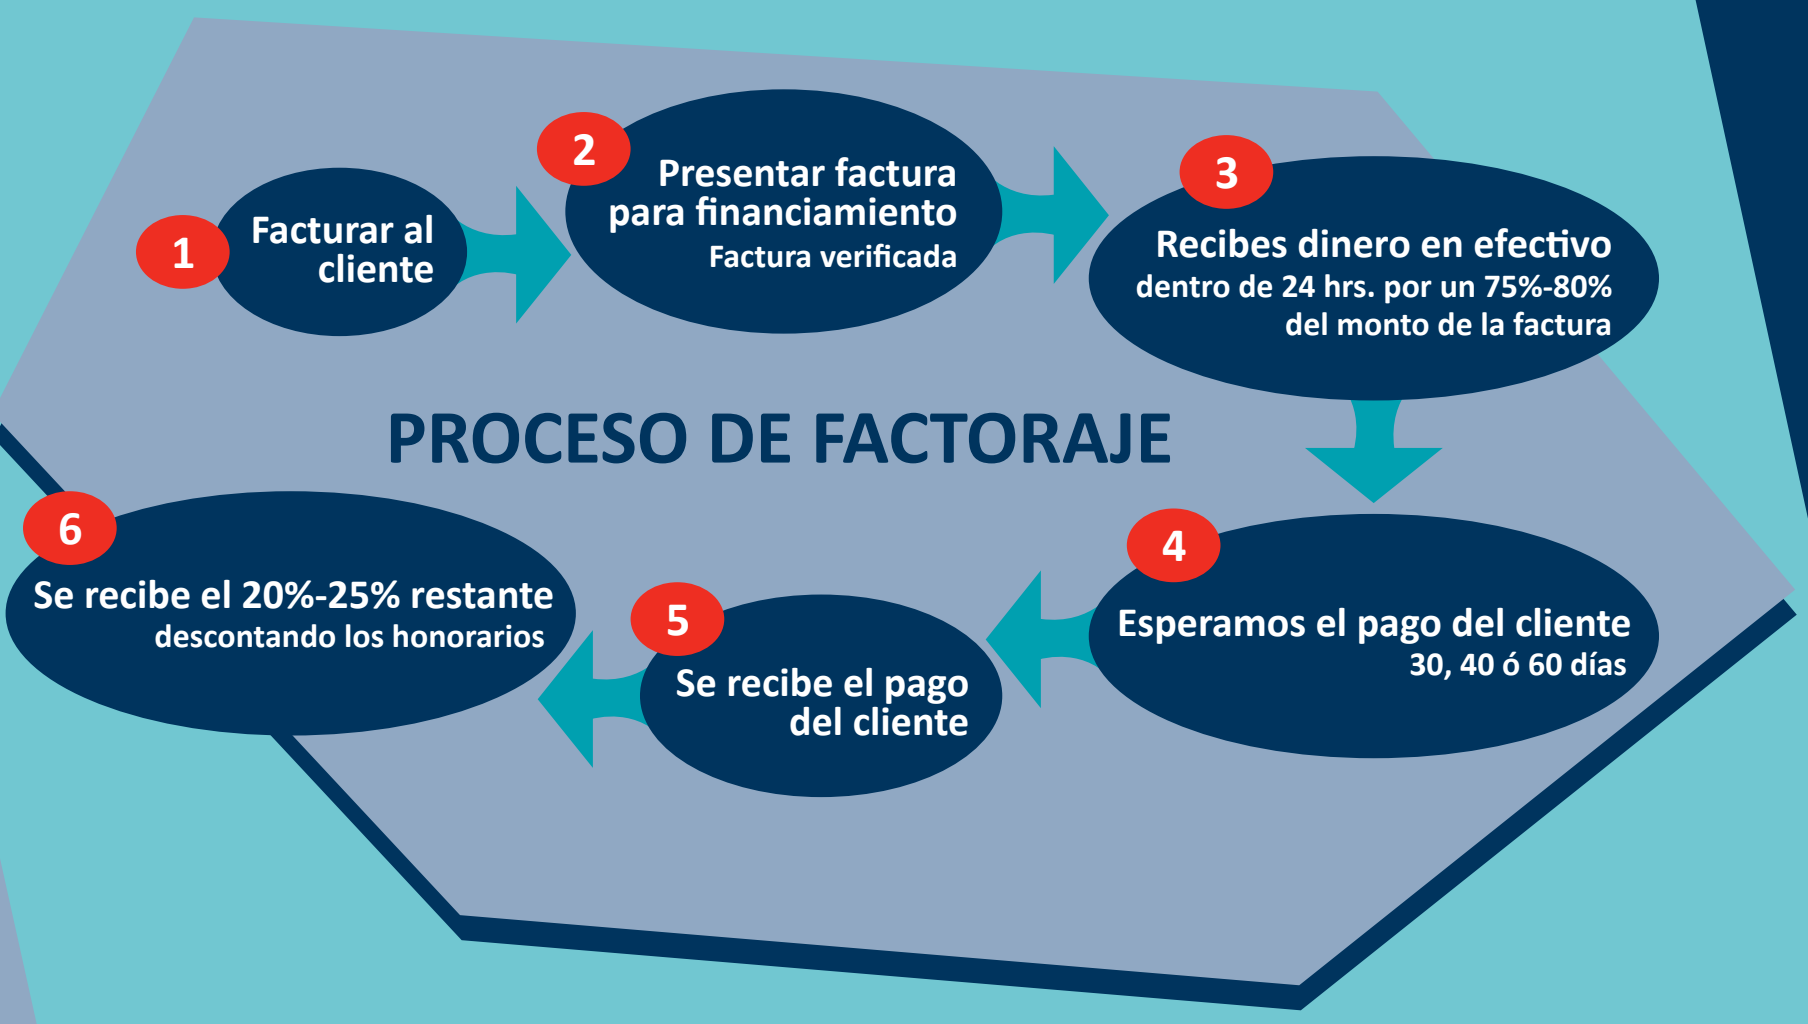 1
Facturar al
cliente
2
Presentar factura
para financiamiento
Factura verificada
3
Recibes dinero en efectivo
dentro de 24 hrs. por un 75%-80%
del monto de la factura
PROCESO DE FACTORAJE
4
Esperamos el pago del cliente
30, 40 ó 60 días
5
Se recibe el pago
del cliente
6
Se recibe el 20%-25% restante
descontando los honorarios